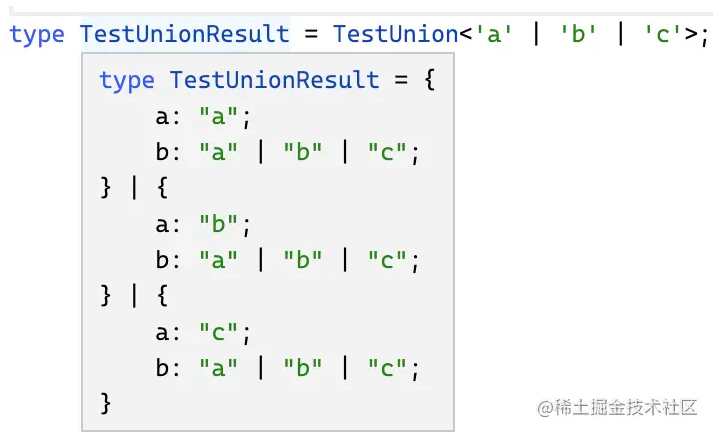 type TestUnionResult = TestUnion<'a' | 'b' | 'c'>;
type TestUnionResult = {
    a: "a";
    b: "a" | "b" | "c";
} | {
    a: "b";
    b: "a" | "b" | "c";
} | {
    a: "c";
    b: "a" | "b" | "c";
}
@稀土掘金技术社区